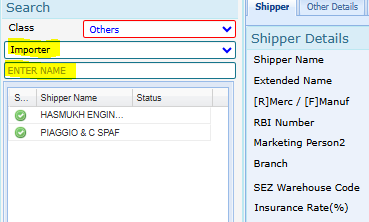 Search
Class Others
Importer
ENTER NAME
S... Shipper Name Status
HASMUKH ENGIN...
PIAGGIO & C SPAF
Shipper Other Details
Shipper Details
Shipper Name
Extended Name
[R]Merc / [F]Manuf
RBI Number
Marketing Person2
Branch
SEZ Warehouse Code
Insurance Rate(%)